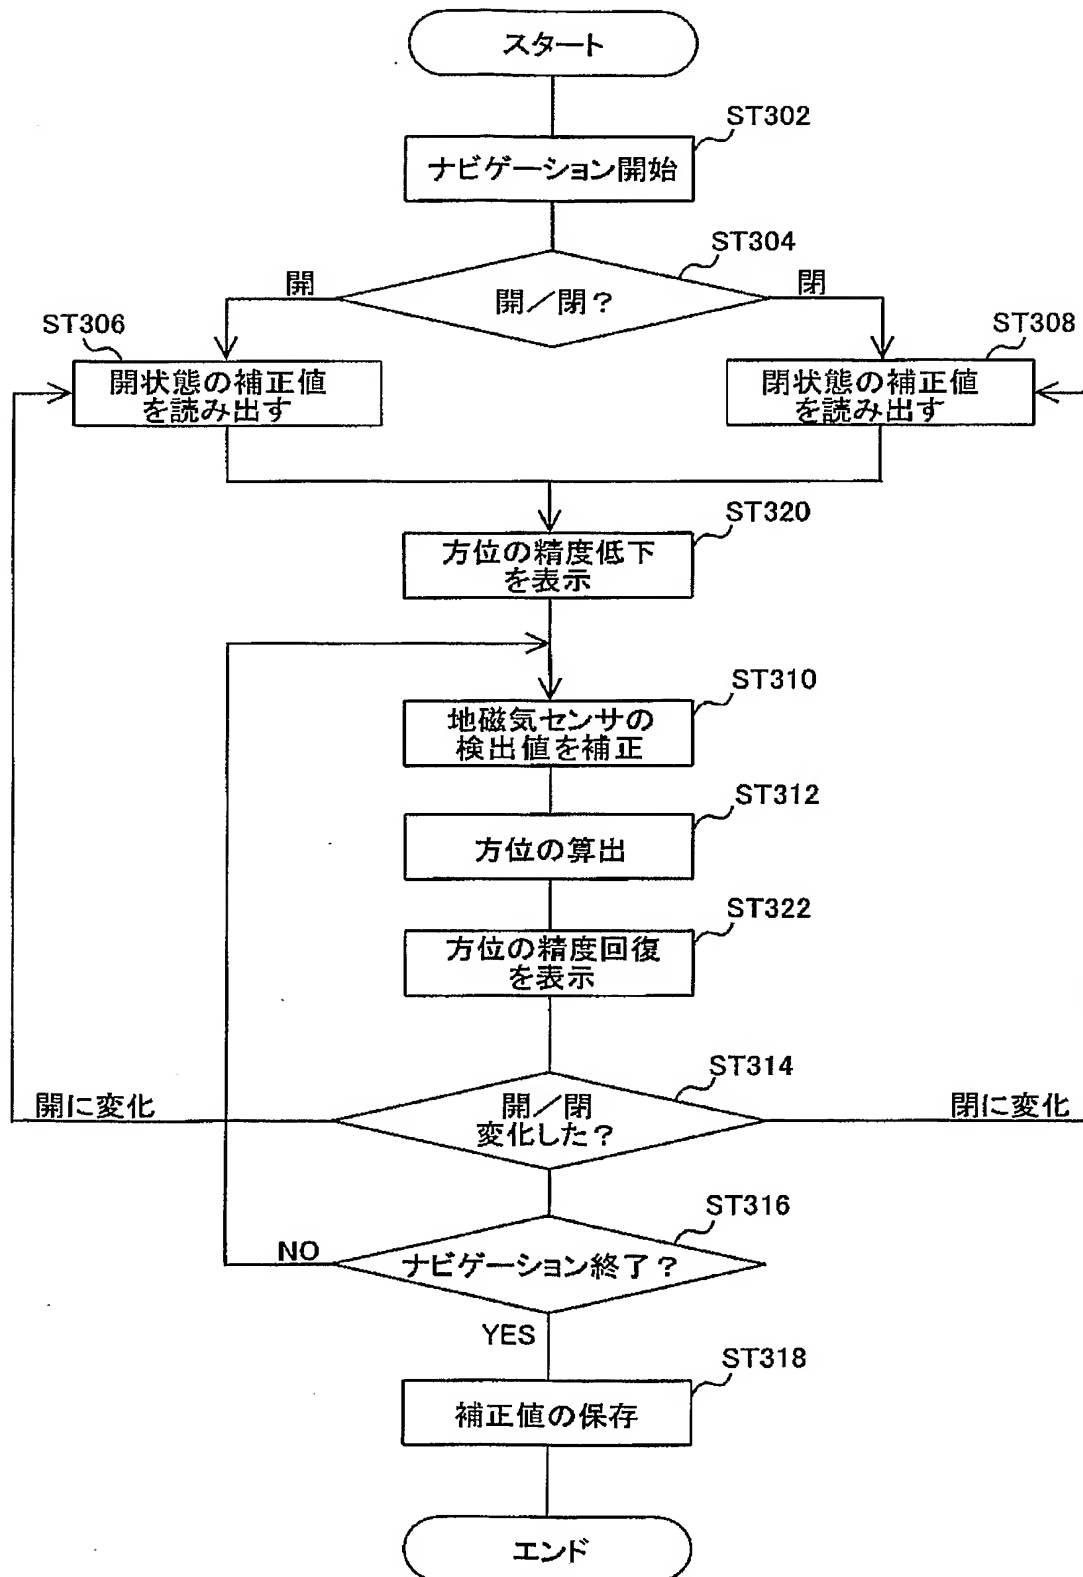 スタート
ST302
ナビゲーション開始
ST304
開
開／閉？
閉
ST306
開状態の補正値
を読み出す
ST308
閉状態の補正値
を読み出す
ST320
方位の精度低下
を表示
ST310
地磁気センサの
検出値を補正
ST312
方位の算出
ST322
方位の精度回復
を表示
ST314
開に変化
開／閉
変化した？
閉に変化
ST316
NO
ナビゲーション終了？
YES
ST318
補正値の保存
エンド